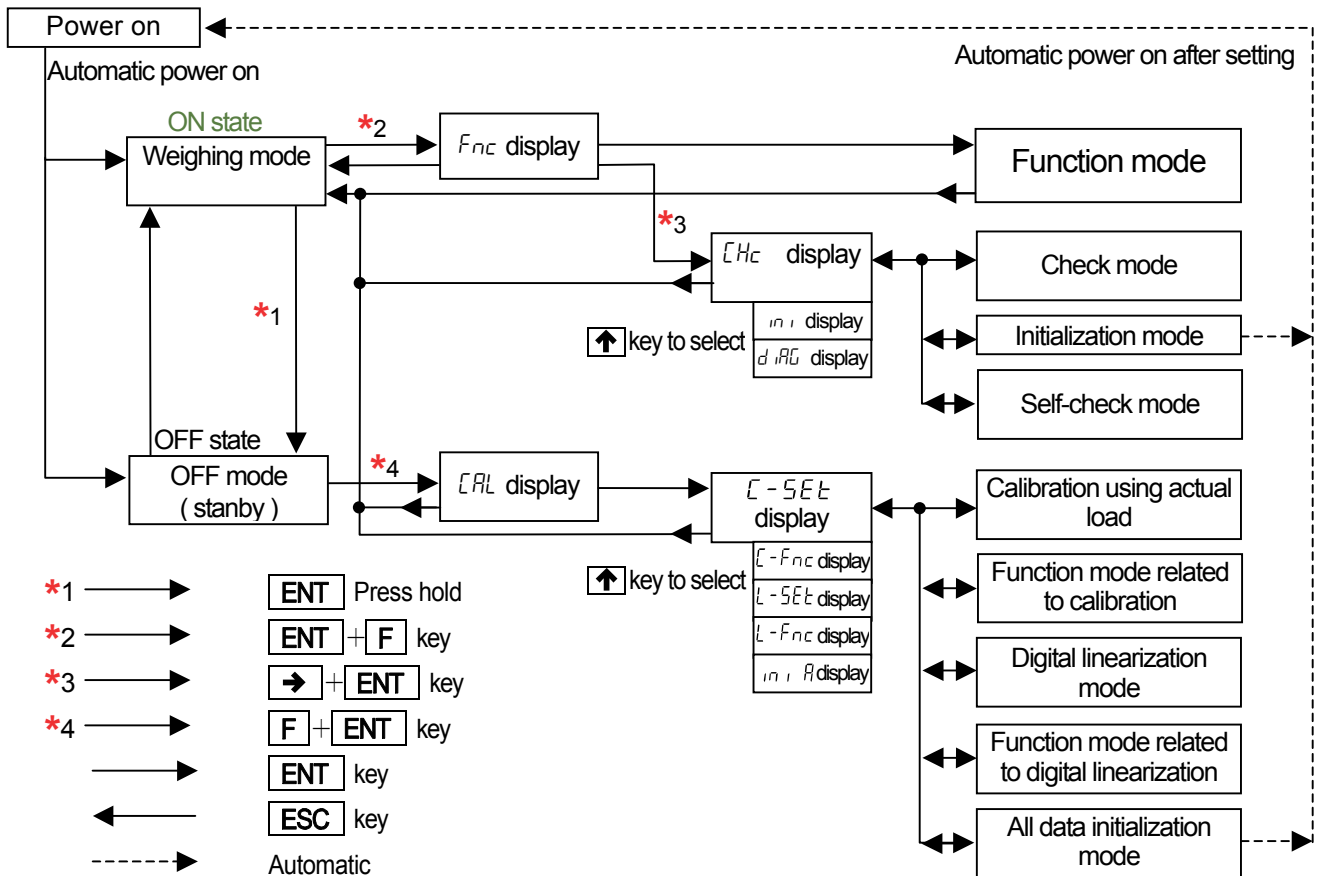 Power on
Automatic power on after setting
Automatic power on
ON state
Weighing mode
*2
Fnc display
Function mode
*3
CHc display
Check mode
*1
ini display
Initialization mode
↑ key to select
diAG display
Self-check mode
OFF state
OFF mode
( stanby )
*4
CAL display
C-SEt
display
Calibration using actual
load
C-Fnc display
↑ key to select
L-SEt display
L-Fnc display
ini A display
Function mode related
to calibration
Digital linearization
mode
Function mode related
to digital linearization
All data initialization
mode
*1 ENT Press hold
*2 ENT + F key
*3 → + ENT key
*4 F + ENT key
ENT key
ESC key
Automatic